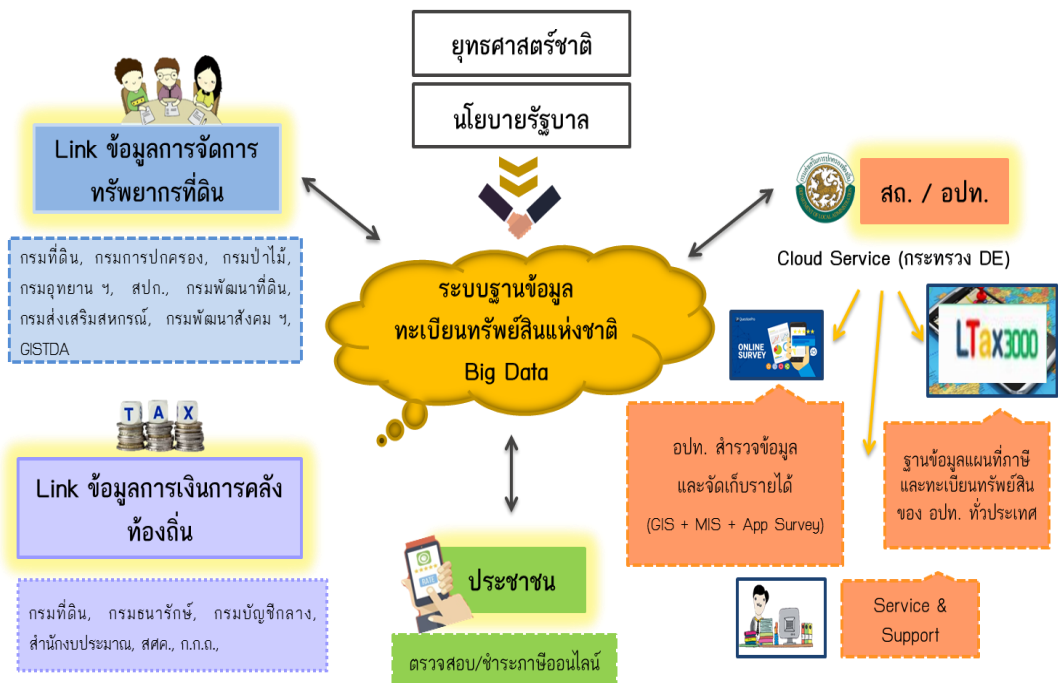 ยุทธศาสตร์ชาติ
นโยบายรัฐบาล
Link ข้อมูลการจัดการ
ทรัพยากรที่ดิน
กรมที่ดิน, กรมการปกครอง, กรมป่าไม้,
กรมอุทยาน ฯ, สปก., กรมพัฒนาที่ดิน,
กรมส่งเสริมสหกรณ์, กรมพัฒนาสังคม ฯ,
GISTDA
ระบบฐานข้อมูล
ทะเบียนทรัพย์สินแห่งชาติ
Big Data
สถ. / อปท.
Cloud Service (กระทรวง DE)
ONLINE
SURVEY
LTax3000
อปท. สำรวจข้อมูล
และจัดเก็บรายได้
(GIS + MIS + App Survey)
ฐานข้อมูลแผนที่ภาษี
และทะเบียนทรัพย์สิน
ของ อปท. ทั่วประเทศ
Service &
Support
TAX
Link ข้อมูลการเงินการคลัง
ท้องถิ่น
กรมที่ดิน, กรมธนารักษ์, กรมบัญชีกลาง,
สำนักงบประมาณ, สศค., ก.ก.ถ.,
ประชาชน
ตรวจสอบ/ชำระภาษีออนไลน์